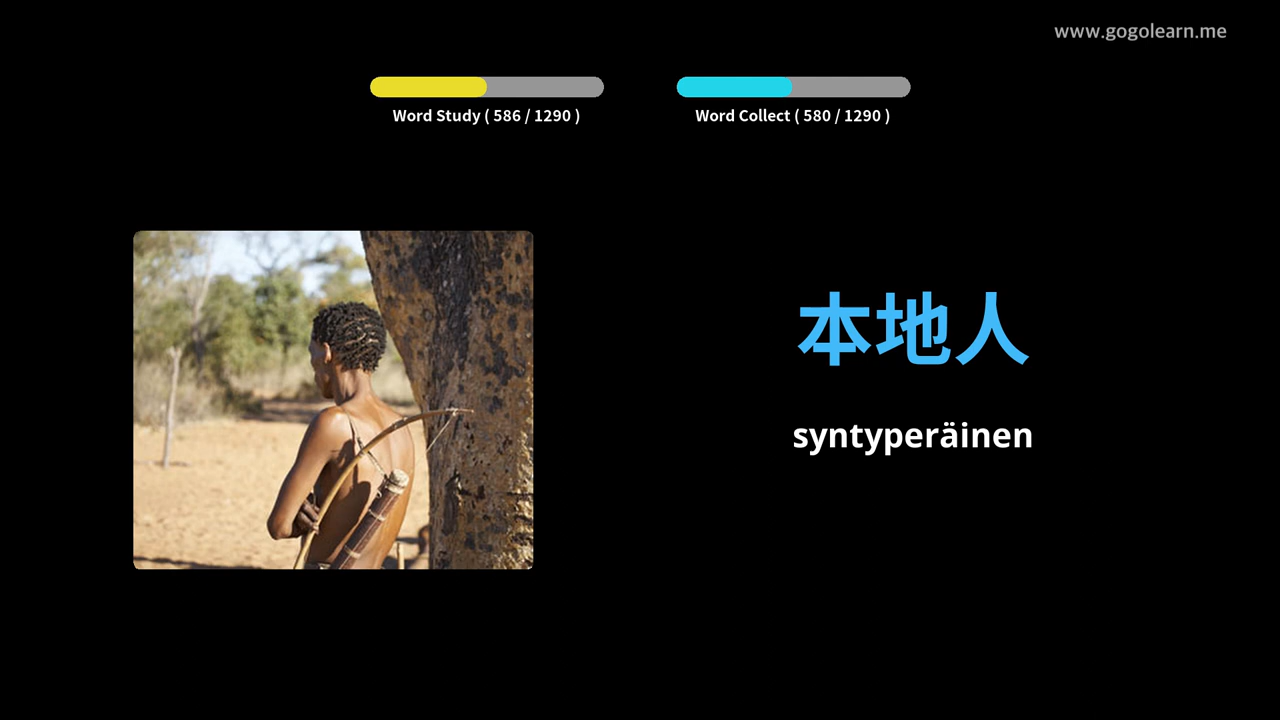 www.gogolearn.me
Word Study ( 586 / 1290 )
Word Collect ( 580 / 1290 )
本地人
syntyperäinen